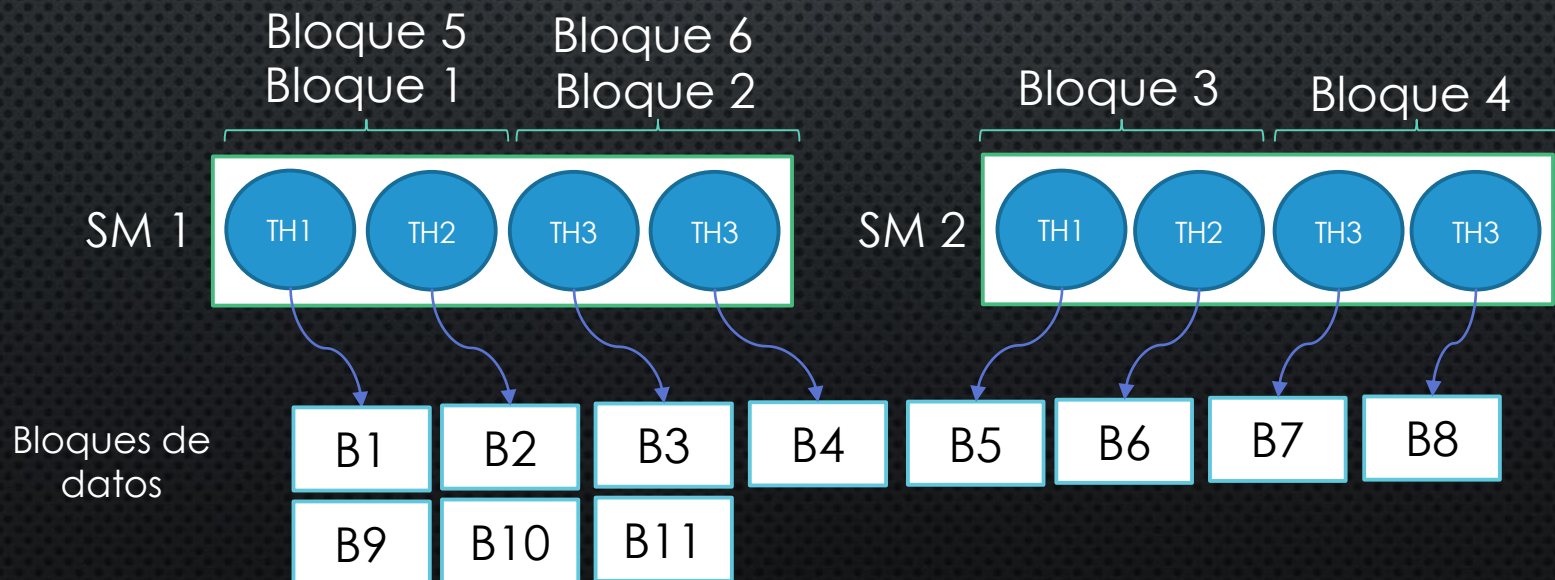 Bloque 5
Bloque 1
Bloque 6
Bloque 2
Bloque 3
Bloque 4
SM 1
TH1
TH2
TH3
TH3
SM 2
TH1
TH2
TH3
TH3
Bloques de
datos
B1
B2
B3
B4
B5
B6
B7
B8
B9
B10
B11